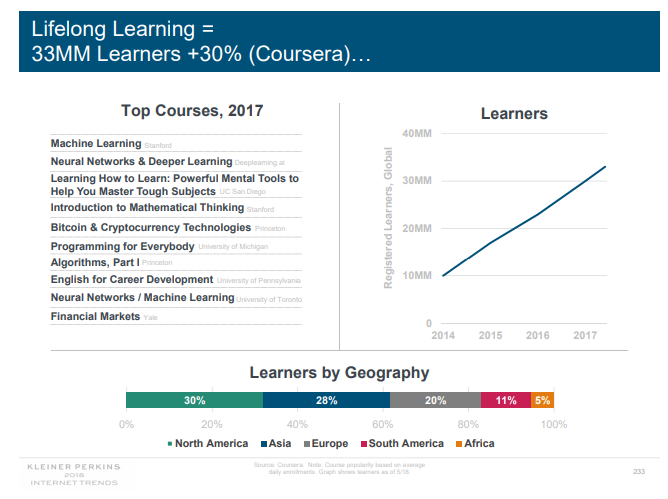 Lifelong Learning =
33MM Learners +30% (Coursera)…
Top Courses, 2017
Machine Learning Stanford
Neural Networks & Deeper Learning Deeplearning.ai
Learning How to Learn: Powerful Mental Tools to
Help You Master Tough Subjects UC San Diego
Introduction to Mathematical Thinking Stanford
Bitcoin & Cryptocurrency Technologies Princeton
Programming for Everybody University of Michigan
Algorithms, Part I Princeton
English for Career Development University of Pennsylvania
Neural Networks / Machine Learning University of Toronto
Financial Markets Yale
Learners
Registered Learners, Global
40MM
30MM
20MM
10MM
0
2014 2015 2016 2017
Learners by Geography
30% 28% 20% 11% 5%
0% 20% 40% 60% 80% 100%
North America Asia Europe South America Africa
KLEINER PERKINS
2018
INTERNET TRENDS
Source: Coursera. Note: Course popularity based on average
daily enrollments. Graph shows learners as of 5/18.
233